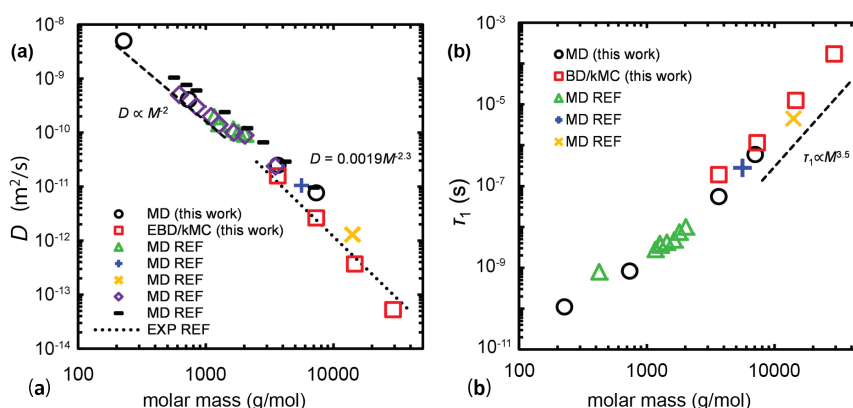 (a)
10⁻⁸
10⁻⁹
10⁻¹⁰
10⁻¹¹
10⁻¹²
10⁻¹³
10⁻¹⁴
D (m²/s)
D ∝ M⁻²
D = 0.0019M⁻²·³
MD (this work)
EBD/kMC (this work)
MD REF
MD REF
MD REF
MD REF
MD REF
EXP REF
100 1000 10000
(a) molar mass (g/mol)
(b)
10⁻³
10⁻⁵
10⁻⁷
10⁻⁹
10⁻¹¹
τ₁ (s)
MD (this work)
BD/kMC (this work)
MD REF
MD REF
MD REF
τ₁∝M³·⁵
100 1000 10000
(b) molar mass (g/mol)